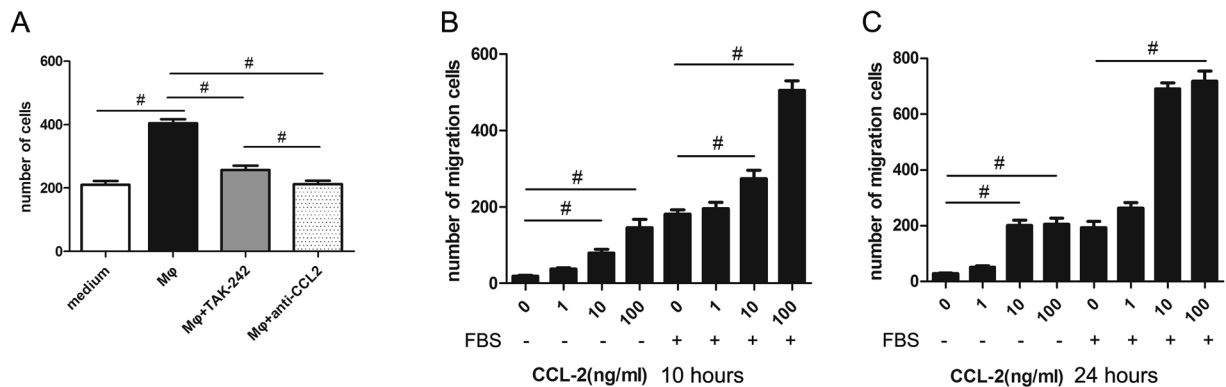 A
number of cells
600
400
200
0
#
#
#
#
medium
Mφ
Mφ+TAK-242
Mφ+anti-CCL2
B
number of migration cells
600
400
200
0
#
#
#
#
0 1 10 100 0 1 10 100
FBS - - - - + + + +
CCL-2(ng/ml) 10 hours
C
number of migration cells
800
600
400
200
0
#
#
#
0 1 10 100 0 1 10 100
FBS - - - - + + + +
CCL-2(ng/ml) 24 hours